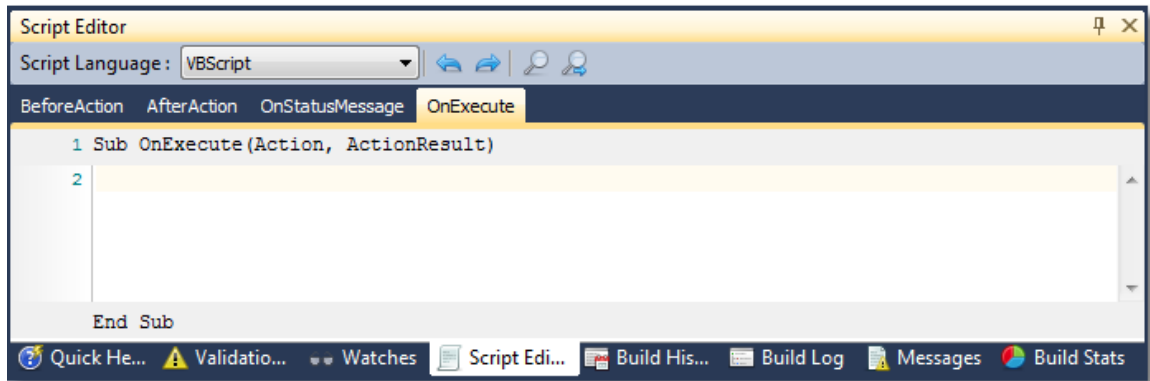 Script Editor
Script Language: VBScript
BeforeAction AfterAction OnStatusMessage OnExecute
1 Sub OnExecute(Action, ActionResult)
2
End Sub
Quick He... Validatio... Watches Script Edi... Build His... Build Log Messages Build Stats